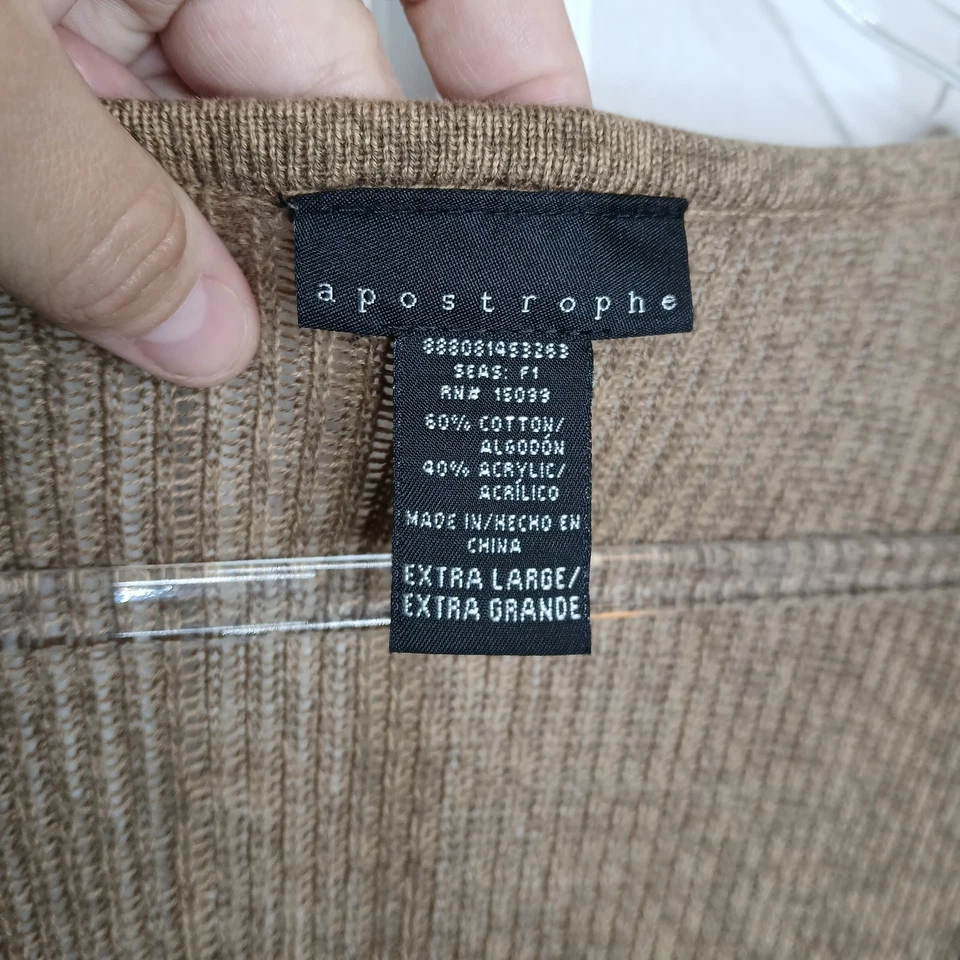 apostrophe
888081453263
SEAS: F1
RN# 15099
60% COTTON/
ALGODÓN
40% ACRYLIC/
ACRÍLICO
MADE IN/HECHO EN
CHINA
EXTRA LARGE/
EXTRA GRANDE